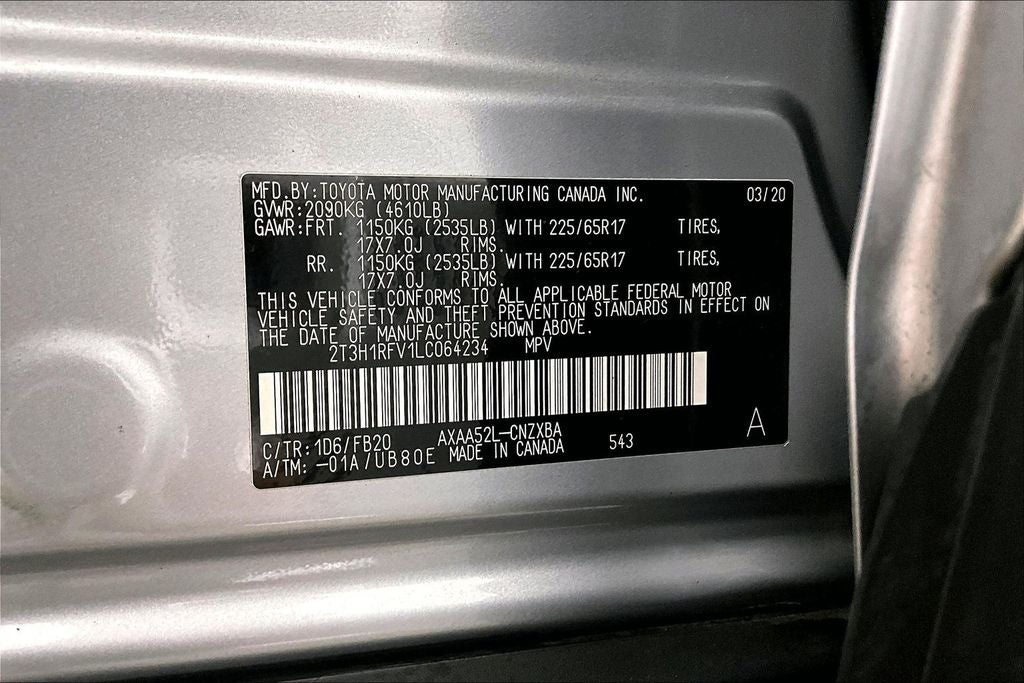 MFD.BY:TOYOTA MOTOR MANUFACTURING CANADA INC. 03/20
GVWR:2090KG (4610LB)
GAWR:FRT. 1150KG (2535LB) WITH 225/65R17 TIRES,
17X7.0J RIMS.
RR. 1150KG (2535LB) WITH 225/65R17 TIRES,
17X7.0J RIMS.
THIS VEHICLE CONFORMS TO ALL APPLICABLE FEDERAL MOTOR
VEHICLE SAFETY AND THEFT PREVENTION STANDARDS IN EFFECT ON
THE DATE OF MANUFACTURE SHOWN ABOVE.
2T3H1RFV1LC064234 MPV
C/TR:1D6/FB20 AXAA52L-CNZXBA 543 A
A/TM:-01A/UB80E MADE IN CANADA